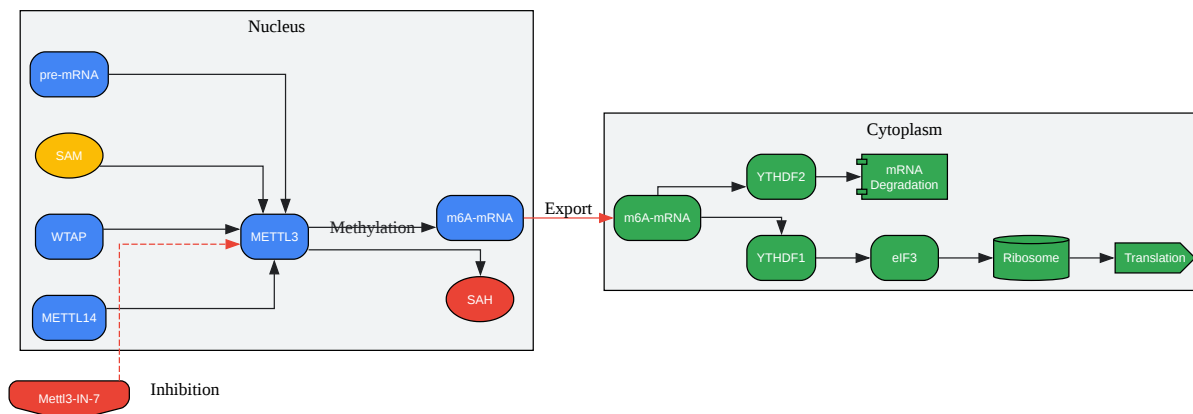 Nucleus
pre-mRNA
SAM
WTAP
METTL14
METTL3
Methylation
m6A-mRNA
SAH
Mettl3-IN-7
Inhibition
Export
Cytoplasm
m6A-mRNA
YTHDF2
mRNA
Degradation
YTHDF1
eIF3
Ribosome
Translation